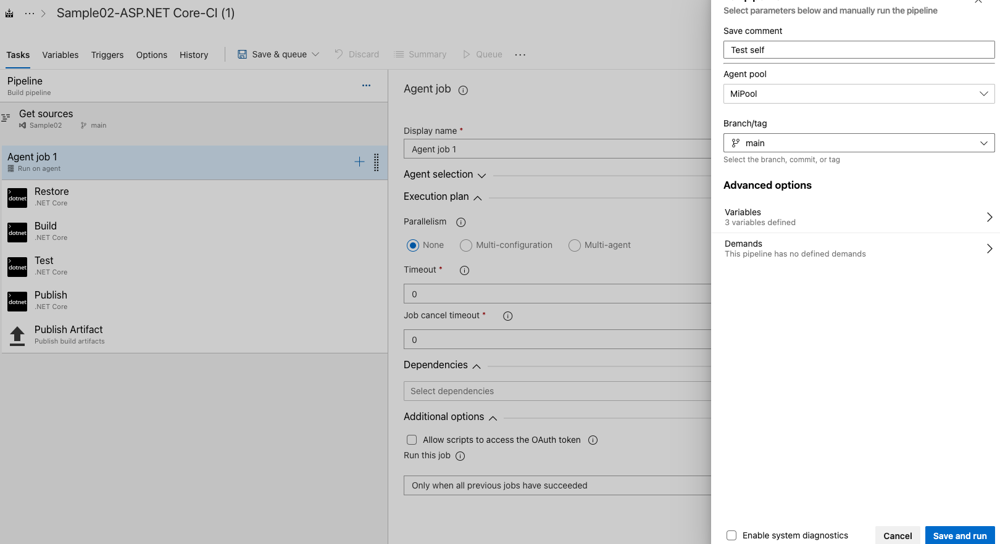 Sample02-ASP.NET Core-CI (1)
Tasks
Variables
Triggers
Options
History
Save & queue
Discard
Summary
Queue
Pipeline
Build pipeline
Get sources
Sample02
main
Agent job 1
Run on agent
Restore
dotnet
.NET Core
Build
dotnet
.NET Core
Test
dotnet
.NET Core
Publish
dotnet
.NET Core
Publish Artifact
Publish build artifacts
Agent job
Display name *
Agent job 1
Agent selection
Execution plan
Parallelism
None
Multi-configuration
Multi-agent
Timeout *
0
Job cancel timeout *
0
Dependencies
Select dependencies
Additional options
Allow scripts to access the OAuth token
Run this job
Only when all previous jobs have succeeded
Select parameters below and manually run the pipeline
Save comment
Test self
Agent pool
MiPool
Branch/tag
main
Select the branch, commit, or tag
Advanced options
Variables
3 variables defined
Demands
This pipeline has no defined demands
Enable system diagnostics
Cancel
Save and run